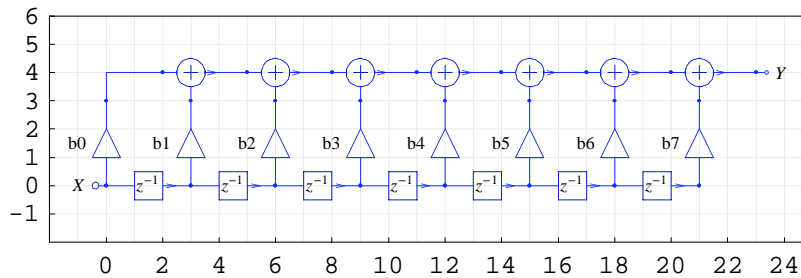 6
5
4 + + + + + + + Y
3
2
b0 b1 b2 b3 b4 b5 b6 b7
1
0 X z⁻¹ z⁻¹ z⁻¹ z⁻¹ z⁻¹ z⁻¹ z⁻¹
-1
0 2 4 6 8 10 12 14 16 18 20 22 24